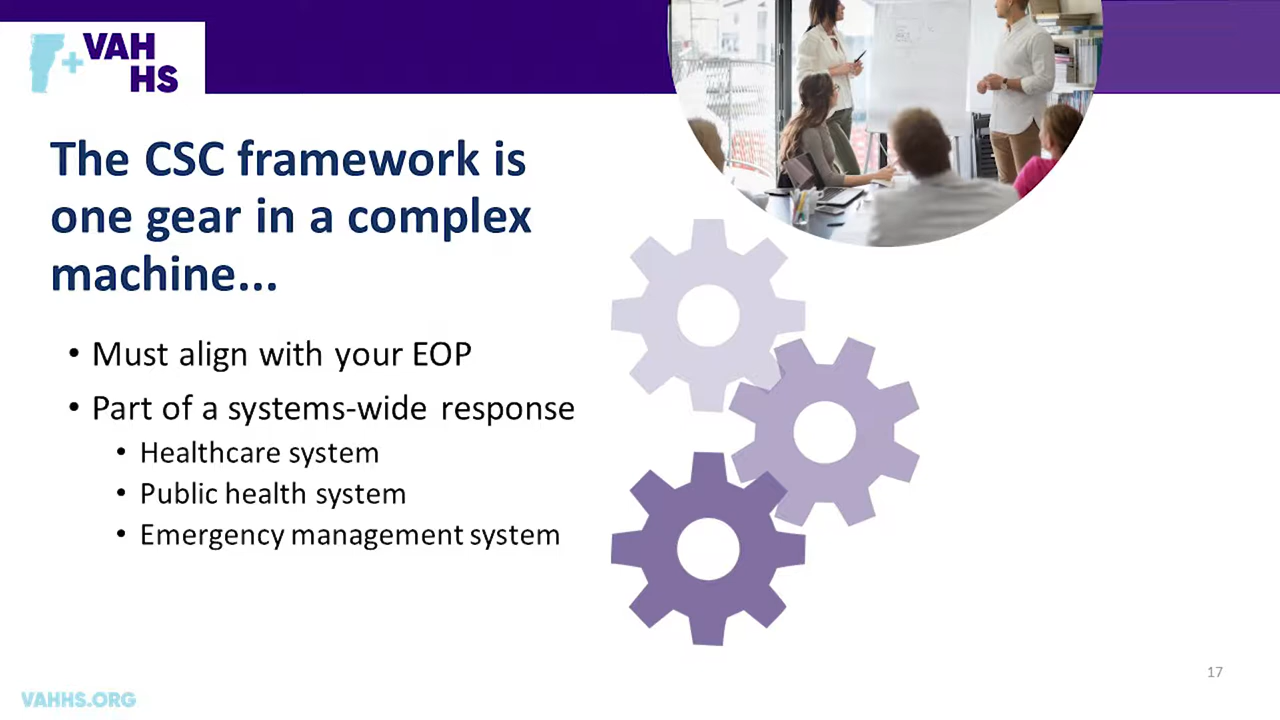 +VAH
HS
The CSC framework is
one gear in a complex
machine...
• Must align with your EOP
• Part of a systems-wide response
• Healthcare system
• Public health system
• Emergency management system
17
VAHHS.ORG